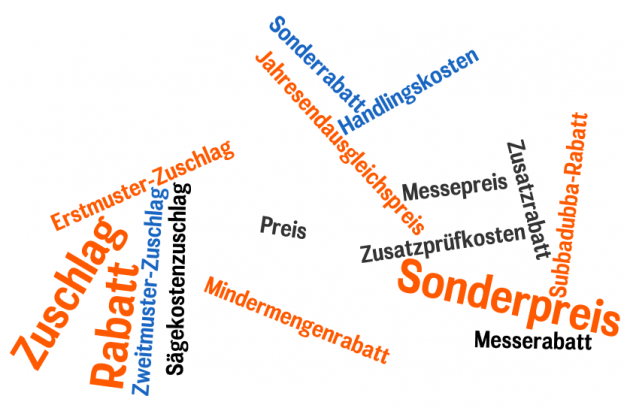 Sonderrabatt
Handlingskosten
Jahresendausgleichspreis
Erstmuster-Zuschlag
Messepreis
Zusatzrabatt
Subbadubba-Rabatt
Zuschlag
Rabatt
Zweitmuster-Zuschlag
Sägekostenzuschlag
Preis
Zusatzprüfkosten
Sonderpreis
Mindermengenrabatt
Messerabatt